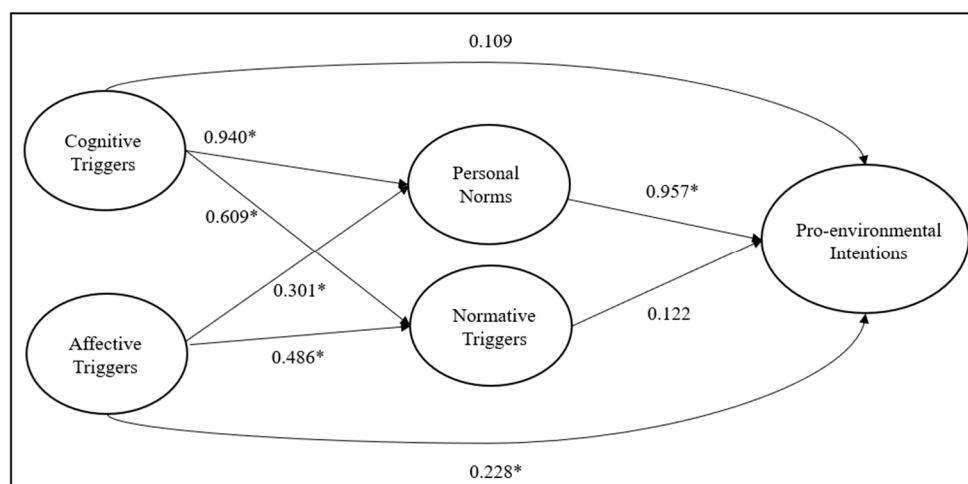 0.109
Cognitive
Triggers
0.940*
0.609*
Personal
Norms
0.957*
Pro-environmental
Intentions
Affective
Triggers
0.301*
0.486*
Normative
Triggers
0.122
0.228*